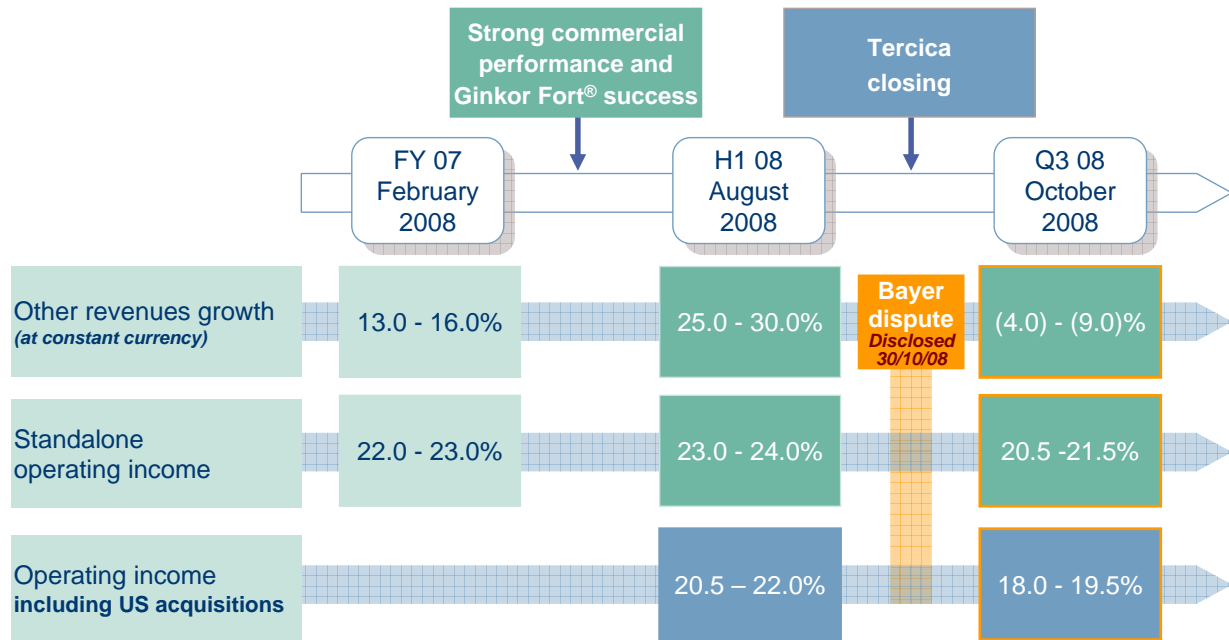 Strong commercial
performance and
Ginkor Fort® success
Tercica
closing
FY 07
February
2008
H1 08
August
2008
Q3 08
October
2008
Other revenues growth
(at constant currency)
13.0 - 16.0%
25.0 - 30.0%
Bayer
dispute
Disclosed
30/10/08
(4.0) - (9.0)%
Standalone
operating income
22.0 - 23.0%
23.0 - 24.0%
20.5 -21.5%
Operating income
including US acquisitions
20.5 – 22.0%
18.0 - 19.5%